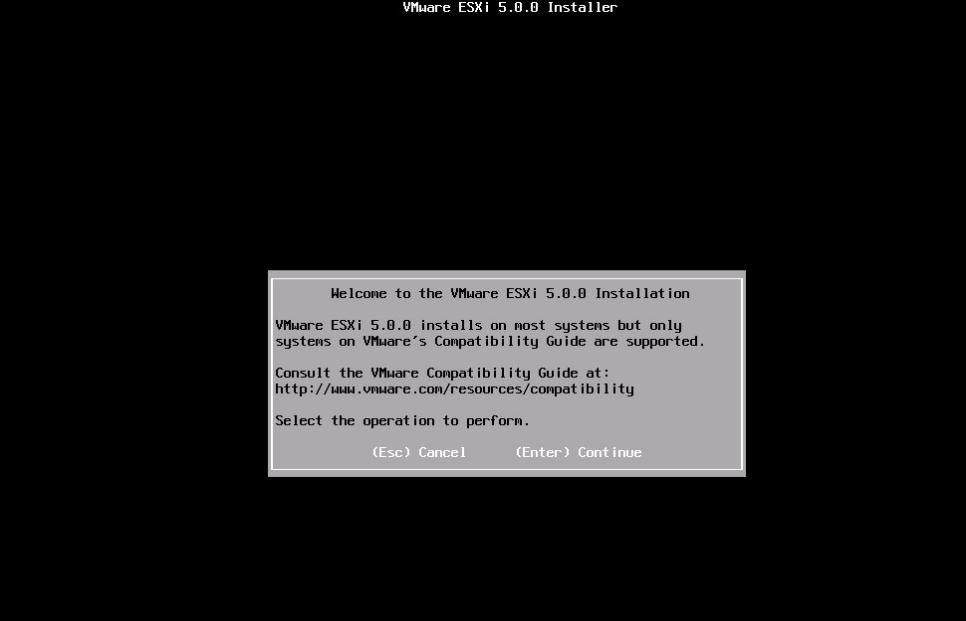 VMware ESXi 5.0.0 Installer
Welcome to the VMware ESXi 5.0.0 Installation
VMware ESXi 5.0.0 installs on most systems but only
systems on VMware's Compatibility Guide are supported.
Consult the VMware Compatibility Guide at:
http://www.vmware.com/resources/compatibility
Select the operation to perform.
(Esc) Cancel (Enter) Continue